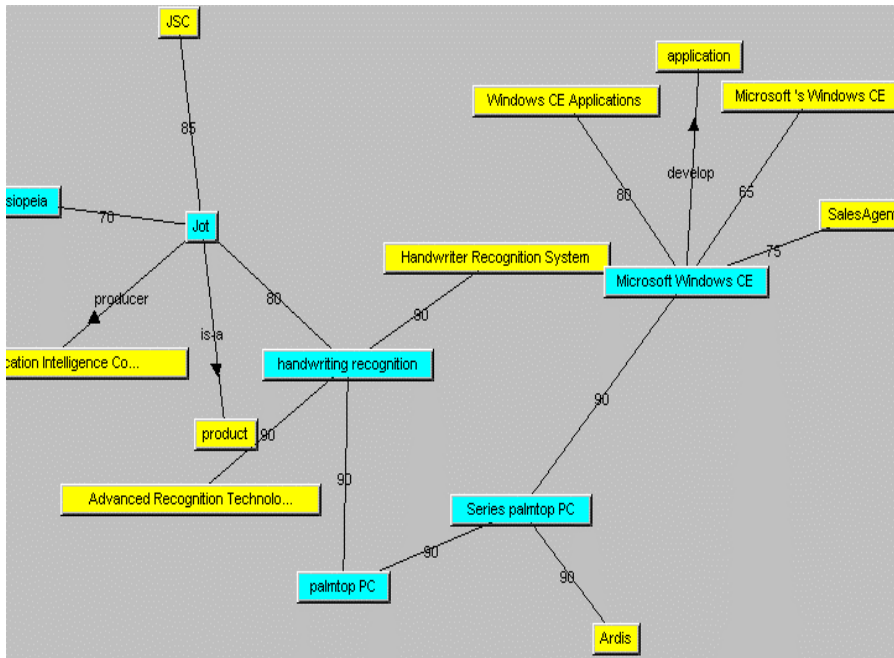 JSC
application
Windows CE Applications
Microsoft 's Windows CE
85
develop
80
65
siopeia
70
Jot
SalesAgen
75
Handwriter Recognition System
Microsoft Windows CE
producer
80
90
is-a
cation Intelligence Co...
handwriting recognition
90
product
90
90
Advanced Recognition Technolo...
Series palmtop PC
90
palmtop PC
90
Ardis